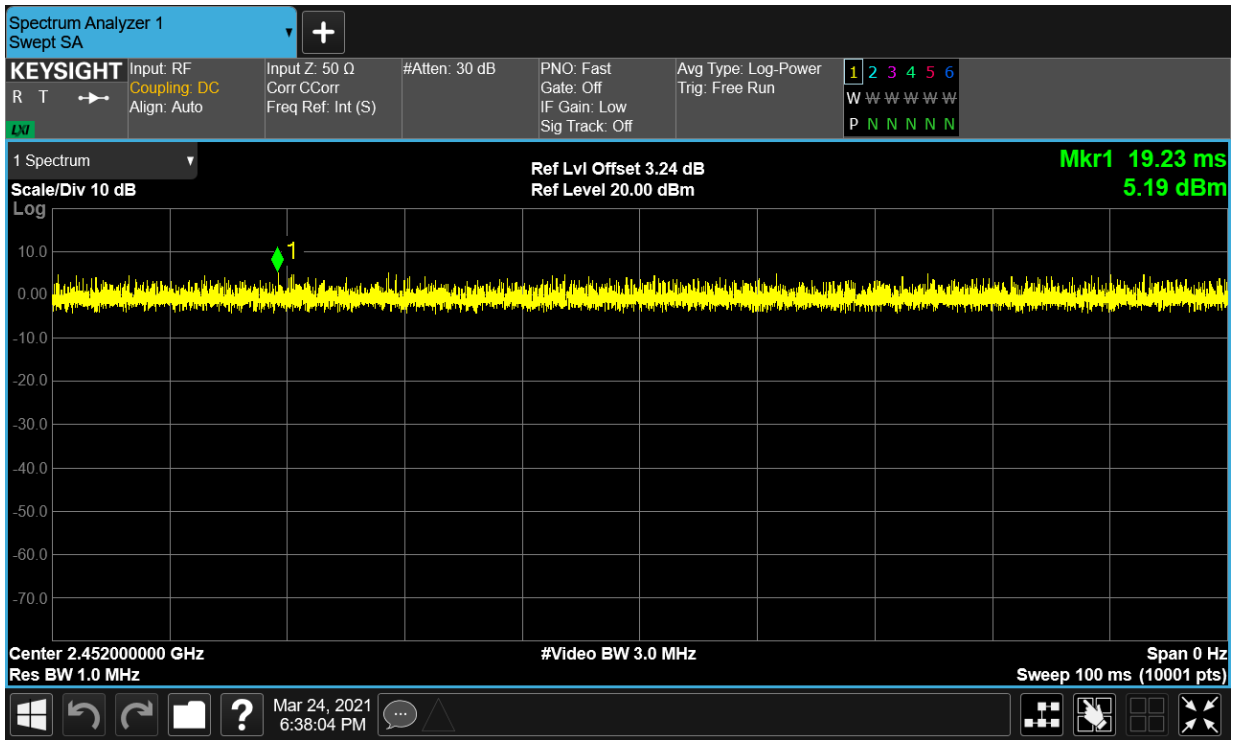 Spectrum Analyzer 1
Swept SA
▼
+
KEYSIGHT
R T
LXI
Input: RF
Coupling: DC
Align: Auto
Input Z: 50 Ω
Corr CCorr
Freq Ref: Int (S)
#Atten: 30 dB
PNO: Fast
Gate: Off
IF Gain: Low
Sig Track: Off
Avg Type: Log-Power
Trig: Free Run
1 2 3 4 5 6
W W W W W W
P N N N N N
1 Spectrum ▼
Scale/Div 10 dB
Log
Ref Lvl Offset 3.24 dB
Ref Level 20.00 dBm
Mkr1 19.23 ms
5.19 dBm
1
10.0
0.00
-10.0
-20.0
-30.0
-40.0
-50.0
-60.0
-70.0
Center 2.452000000 GHz
Res BW 1.0 MHz
#Video BW 3.0 MHz
Span 0 Hz
Sweep 100 ms (10001 pts)
?
Mar 24, 2021
6:38:04 PM